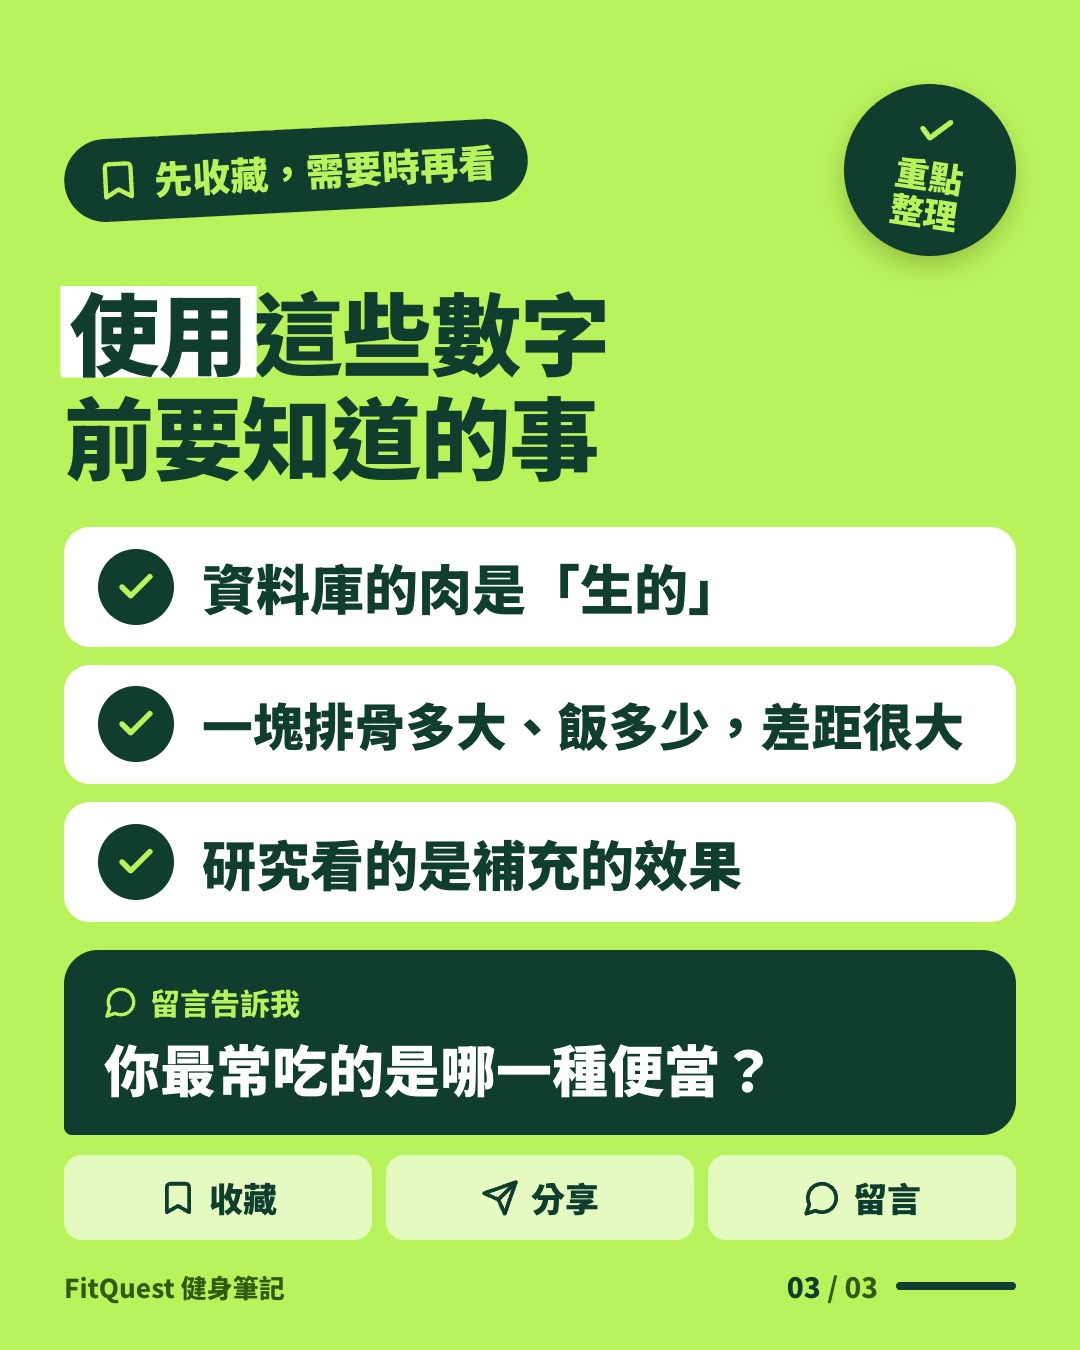 先收藏，需要時再看
重點
整理
使用這些數字
前要知道的事
資料庫的肉是「生的」
一塊排骨多大、飯多少，差距很大
研究看的是補充的效果
留言告訴我
你最常吃的是哪一種便當？
收藏
分享
留言
FitQuest 健身筆記
03 / 03